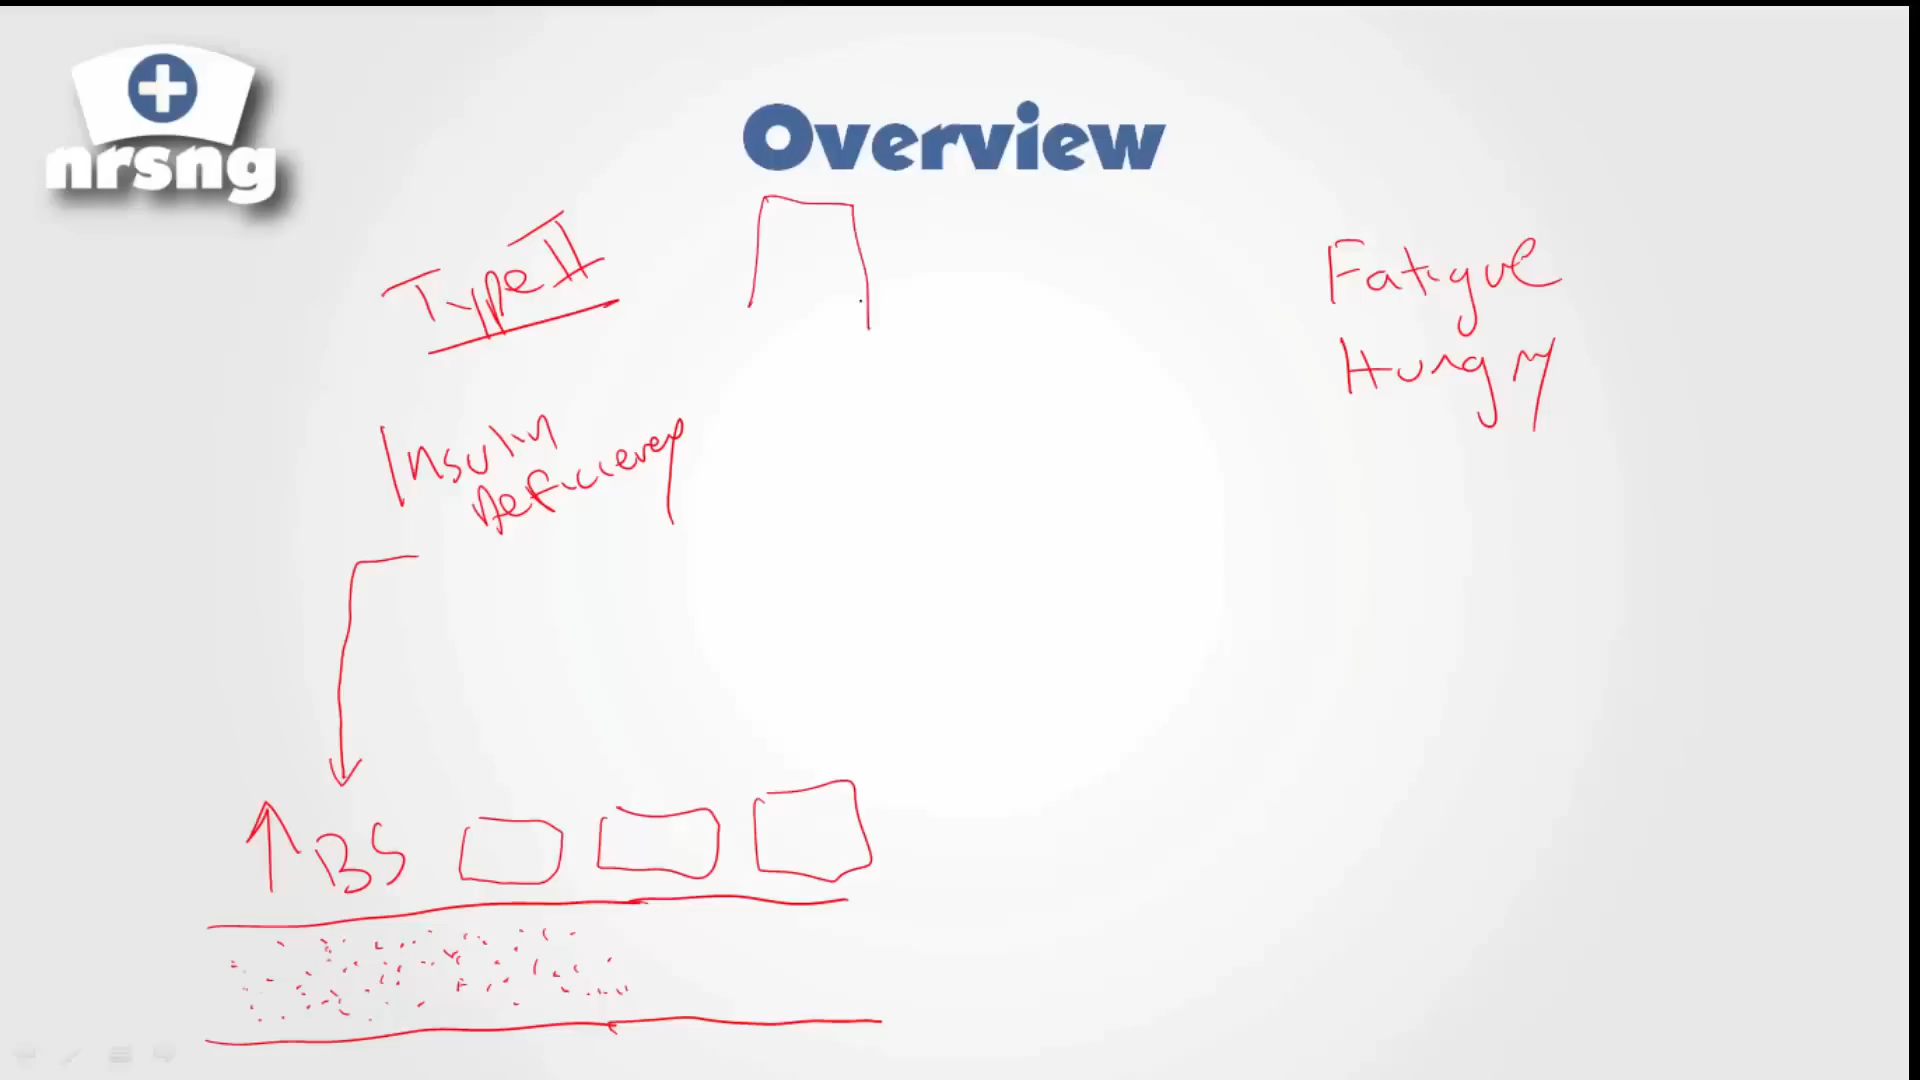 nrsng
Overview
Type II
Fatigue
Hungry
Insulin
Deficiency
BS